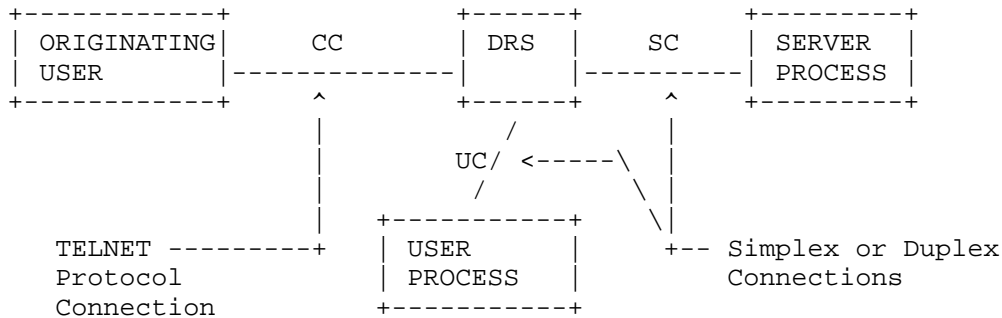 ORIGINATING CC DRS SC SERVER
USER PROCESS
^ ^
UC/ <-----\
TELNET ---------+ USER +-- Simplex or Duplex
Protocol PROCESS Connections
Connection